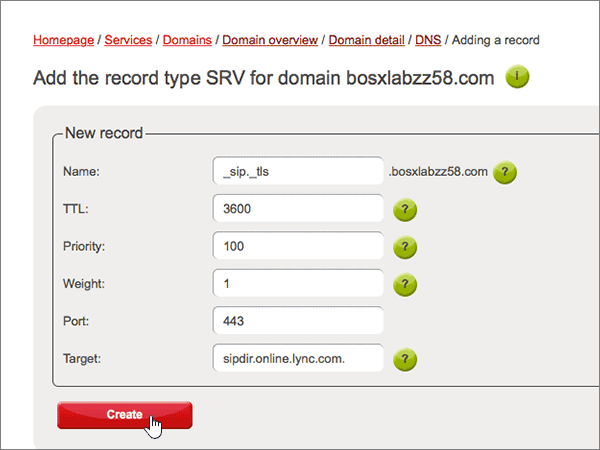 Homepage / Services / Domains / Domain overview / Domain detail / DNS / Adding a record
Add the record type SRV for domain bosxlabzz58.com i
New record
Name: _sip._tls .bosxlabzz58.com ?
TTL: 3600 ?
Priority: 100 ?
Weight: 1 ?
Port: 443
Target: sipdir.online.lync.com. ?
Create